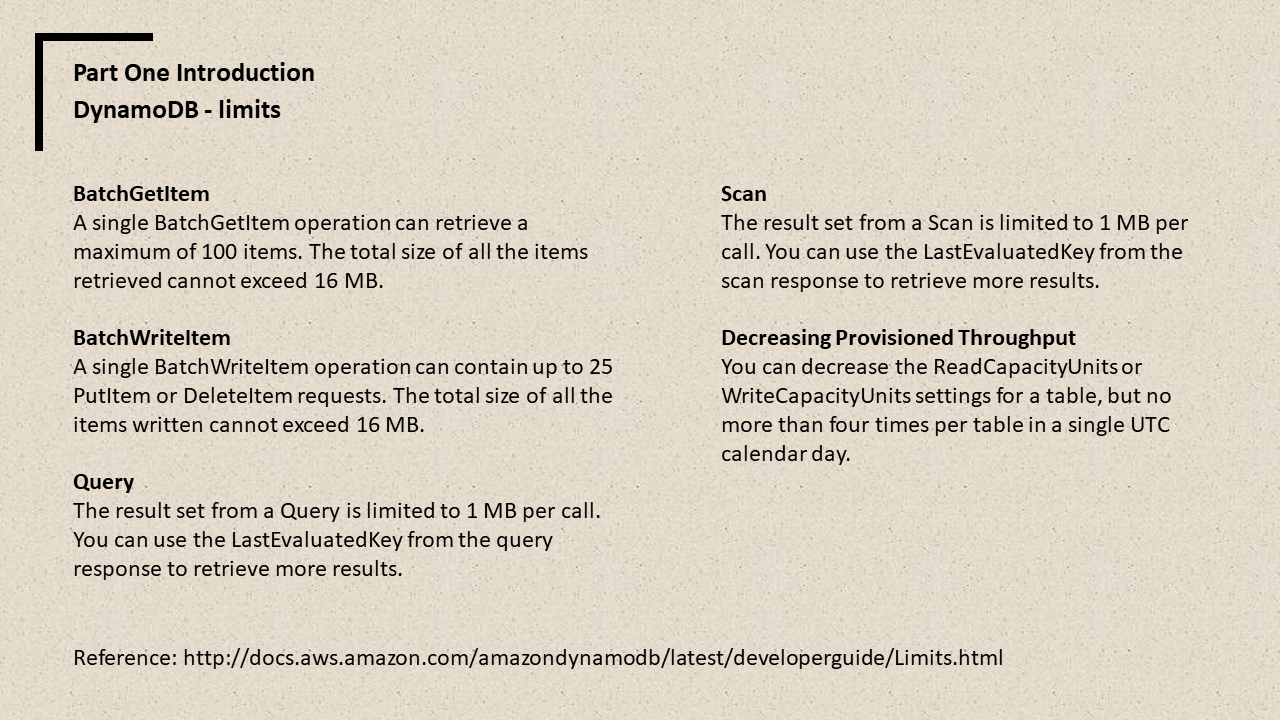 Part One Introduction
DynamoDB - limits
BatchGetItem
A single BatchGetItem operation can retrieve a
maximum of 100 items. The total size of all the items
retrieved cannot exceed 16 MB.
BatchWriteItem
A single BatchWriteItem operation can contain up to 25
PutItem or DeleteItem requests. The total size of all the
items written cannot exceed 16 MB.
Query
The result set from a Query is limited to 1 MB per call.
You can use the LastEvaluatedKey from the query
response to retrieve more results.
Scan
The result set from a Scan is limited to 1 MB per
call. You can use the LastEvaluatedKey from the
scan response to retrieve more results.
Decreasing Provisioned Throughput
You can decrease the ReadCapacityUnits or
WriteCapacityUnits settings for a table, but no
more than four times per table in a single UTC
calendar day.
Reference: http://docs.aws.amazon.com/amazondynamodb/latest/developerguide/Limits.html